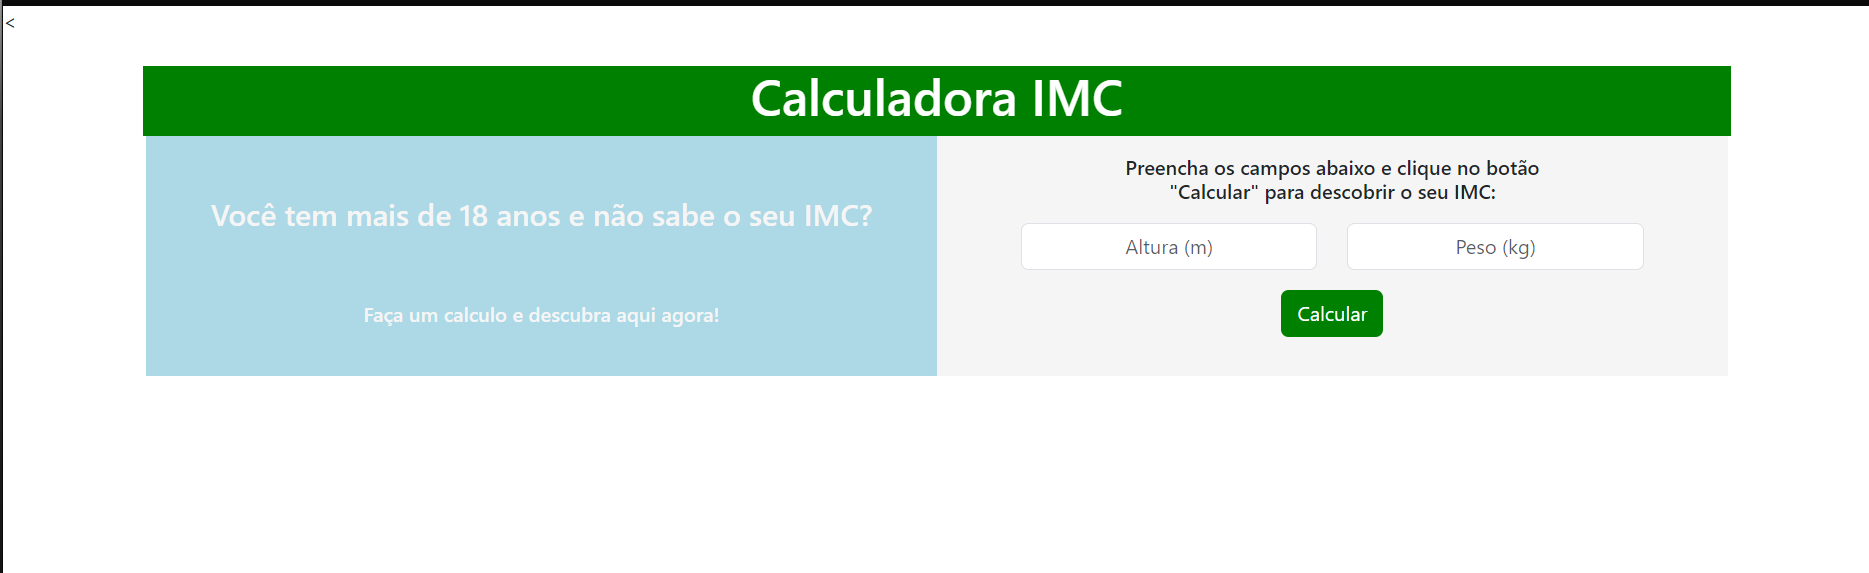 <
Calculadora IMC
Você tem mais de 18 anos e não sabe o seu IMC?
Faça um calculo e descubra aqui agora!
Preencha os campos abaixo e clique no botão
"Calcular" para descobrir o seu IMC:
Altura (m)
Peso (kg)
Calcular